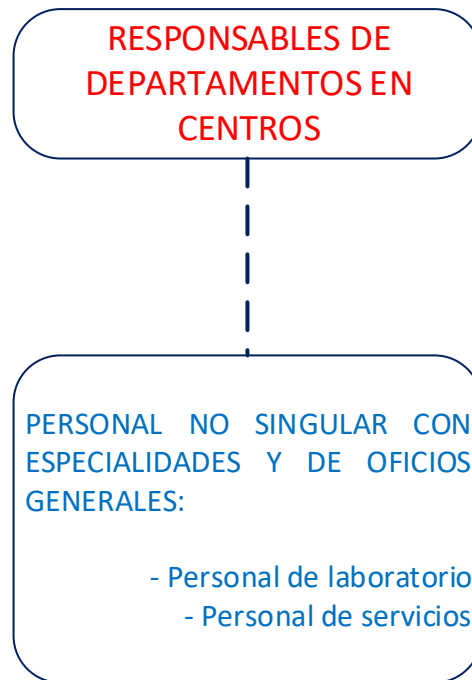 RESPONSABLES DE
DEPARTAMENTOS EN
CENTROS
PERSONAL NO SINGULAR CON
ESPECIALIDADES Y DE OFICIOS
GENERALES:
- Personal de laboratorio
- Personal de servicios